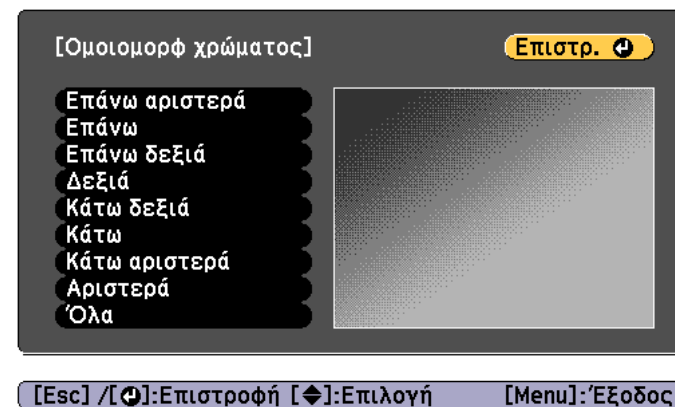 [Ομοιομορφ χρώματος] Επιστρ.
Επάνω αριστερά
Επάνω
Επάνω δεξιά
Δεξιά
Κάτω δεξιά
Κάτω
Κάτω αριστερά
Αριστερά
Όλα
[Esc] /[⏎]:Επιστροφή [◆]:Επιλογή [Menu]:Έξοδος